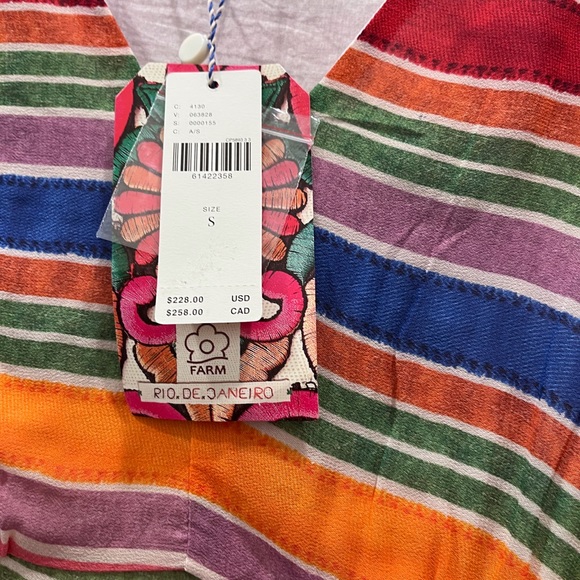 C: 4130
V: 063828
S: 0000155
C: A/S
61422358
SIZE
S
$228.00 USD
$258.00 CAD
FARM
RIO.DE.JANEIRO